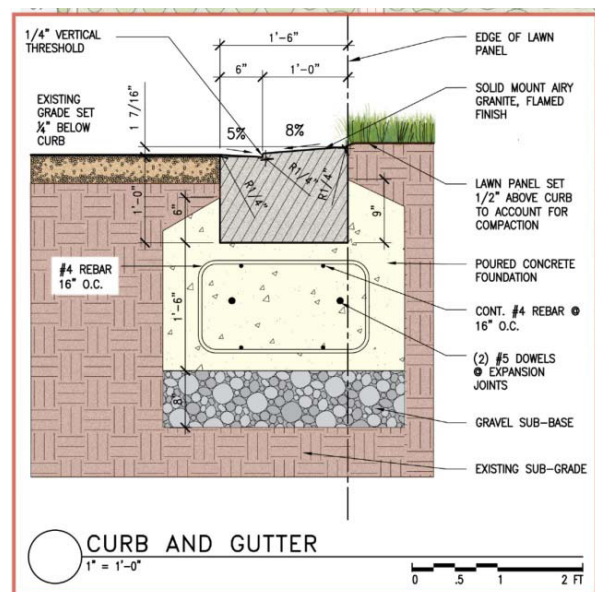 1/4" VERTICAL
THRESHOLD
1'-6"
6"
1'-0"
EDGE OF LAWN
PANEL
SOLID MOUNT AIRY
GRANITE, FLAMED
FINISH
EXISTING
GRADE SET
¼" BELOW
CURB
1 7/16"
5%
8%
R1/4"
R1/4"
R1/4"
R1/4"
1'-0"
6"
9"
LAWN PANEL SET
1/2" ABOVE CURB
TO ACCOUNT FOR
COMPACTION
#4 REBAR
16" O.C.
POURED CONCRETE
FOUNDATION
1'-6"
CONT. #4 REBAR @
16" O.C.
(2) #5 DOWELS
@ EXPANSION
JOINTS
8"
GRAVEL SUB-BASE
EXISTING SUB-GRADE
CURB AND GUTTER
1" = 1'-0"
0 .5 1 2 FT